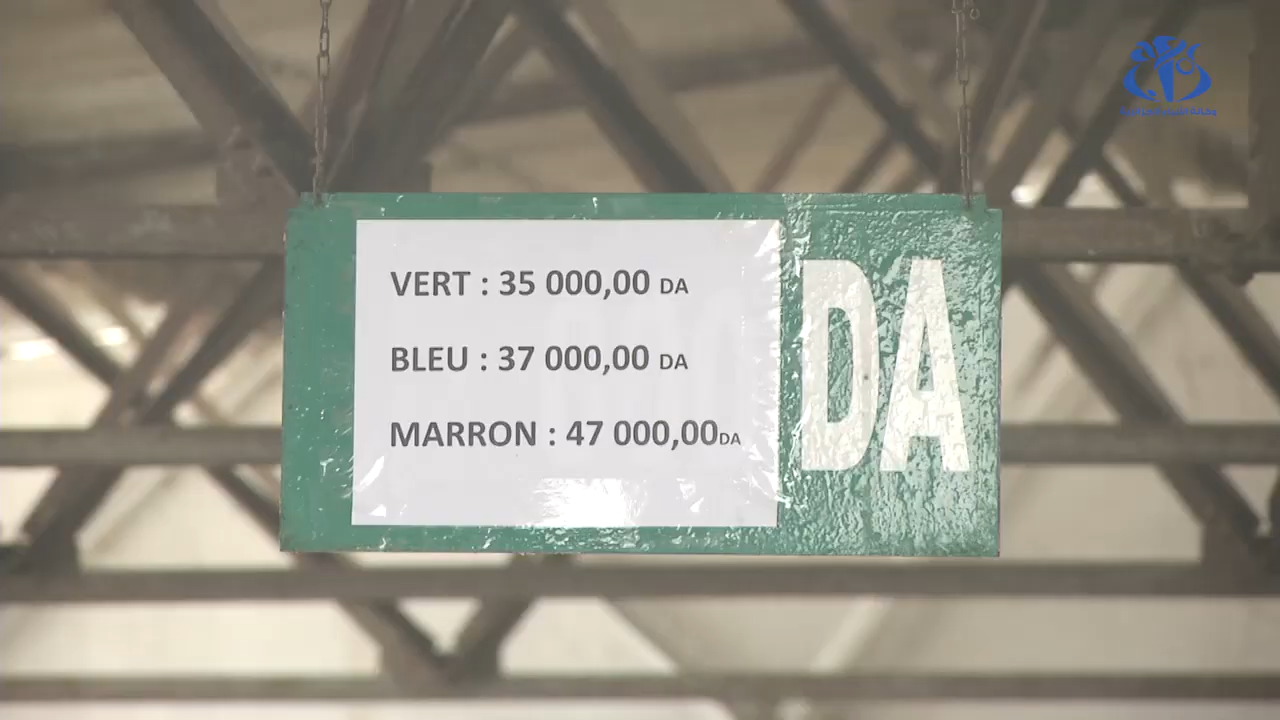 VERT : 35 000,00 DA
BLEU : 37 000,00 DA
MARRON : 47 000,00DA
DA